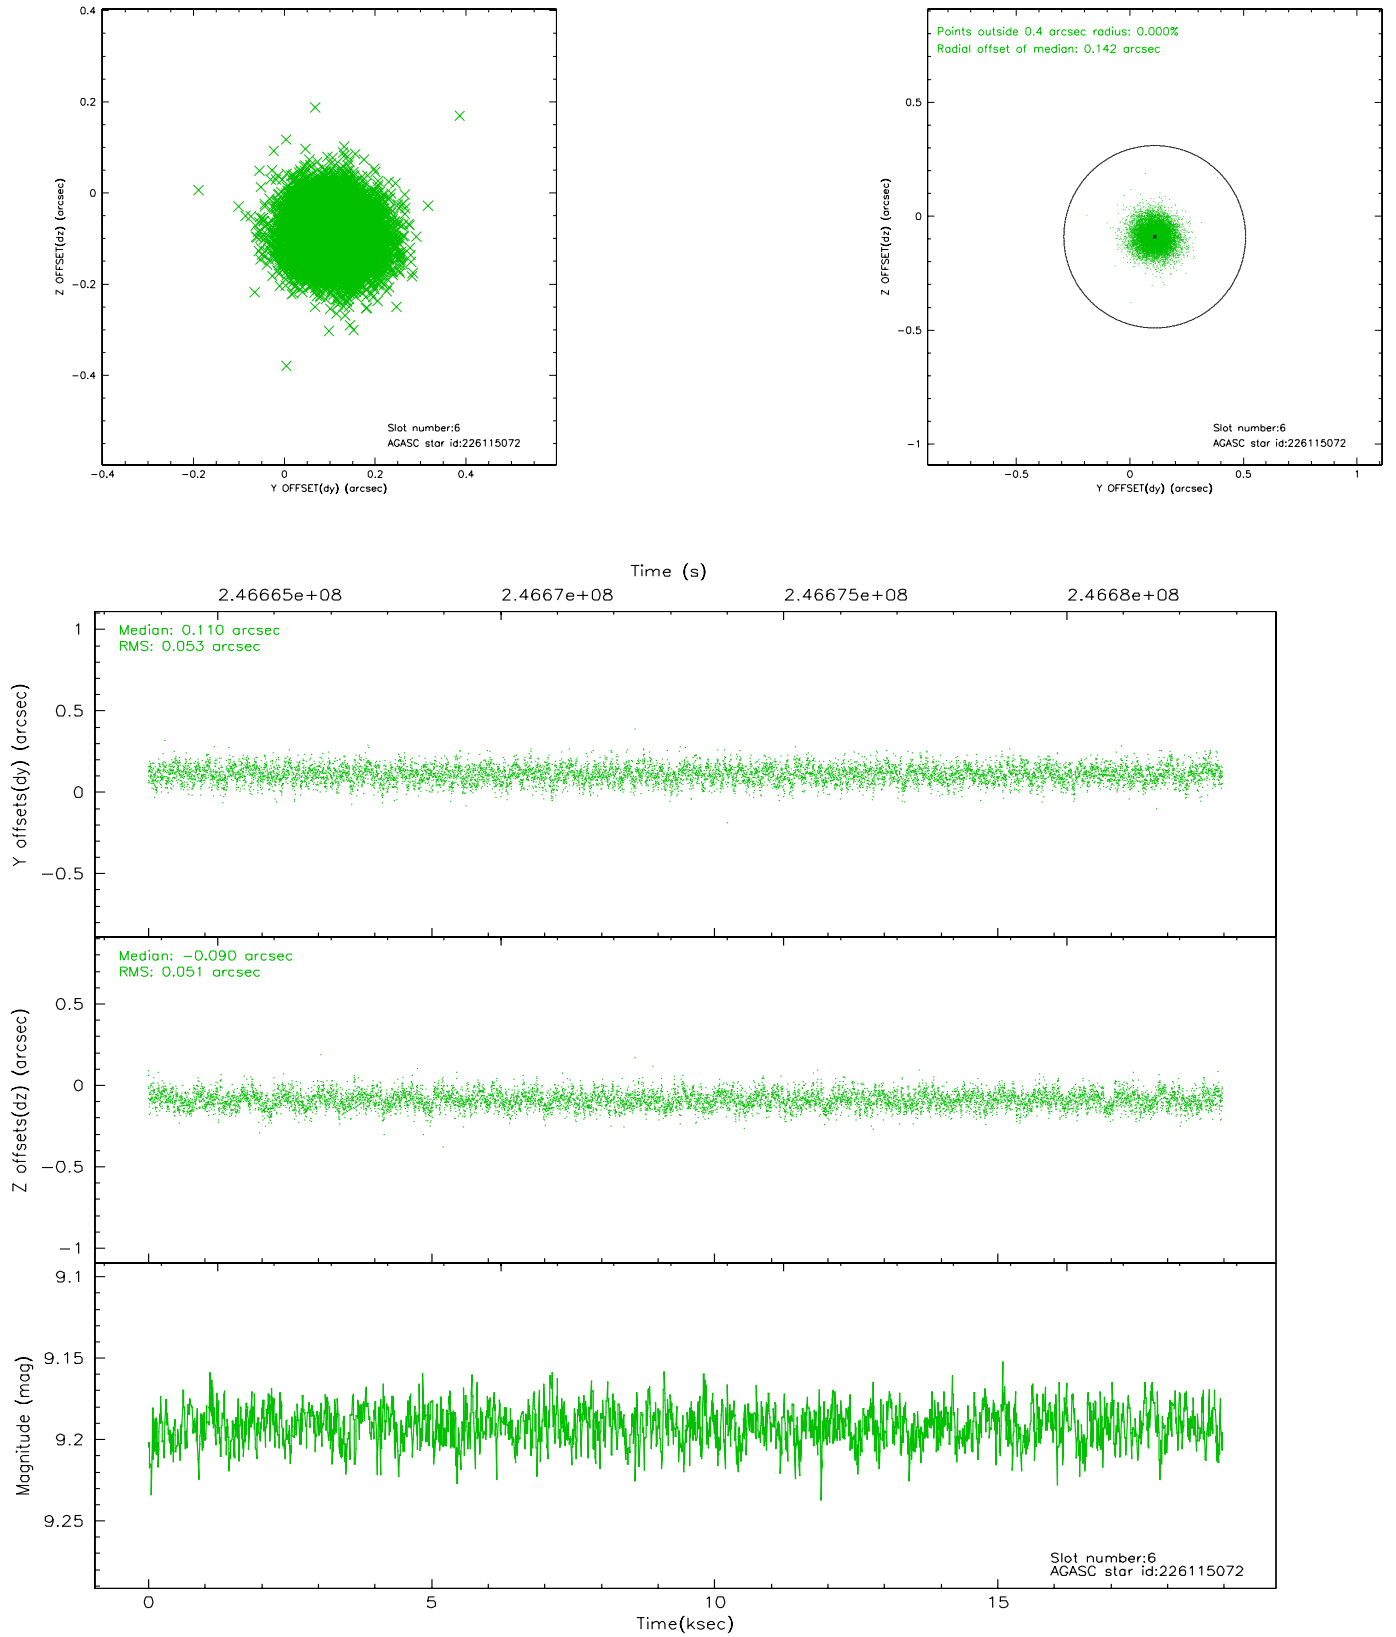 0.4
0.2
0
−0.2
−0.4
Z OFFSET(dz) (arcsec)
Slot number:6
AGASC star id:226115072
−0.4
−0.2
0
0.2
0.4
Y OFFSET(dy) (arcsec)
Points outside 0.4 arcsec radius: 0.000%
Radial offset of median: 0.142 arcsec
0.5
0
−0.5
−1
Z OFFSET(dz) (arcsec)
Slot number:6
AGASC star id:226115072
−0.5
0
0.5
1
Y OFFSET(dy) (arcsec)
Time (s)
2.46665e+08
2.4667e+08
2.46675e+08
2.4668e+08
Median: 0.110 arcsec
RMS: 0.053 arcsec
1
0.5
0
−0.5
Y offsets(dy) (arcsec)
Median: −0.090 arcsec
RMS: 0.051 arcsec
0.5
0
−0.5
−1
Z offsets(dz) (arcsec)
9.1
9.15
9.2
9.25
Magnitude (mag)
Slot number:6
AGASC star id:226115072
0
5
10
15
Time(ksec)